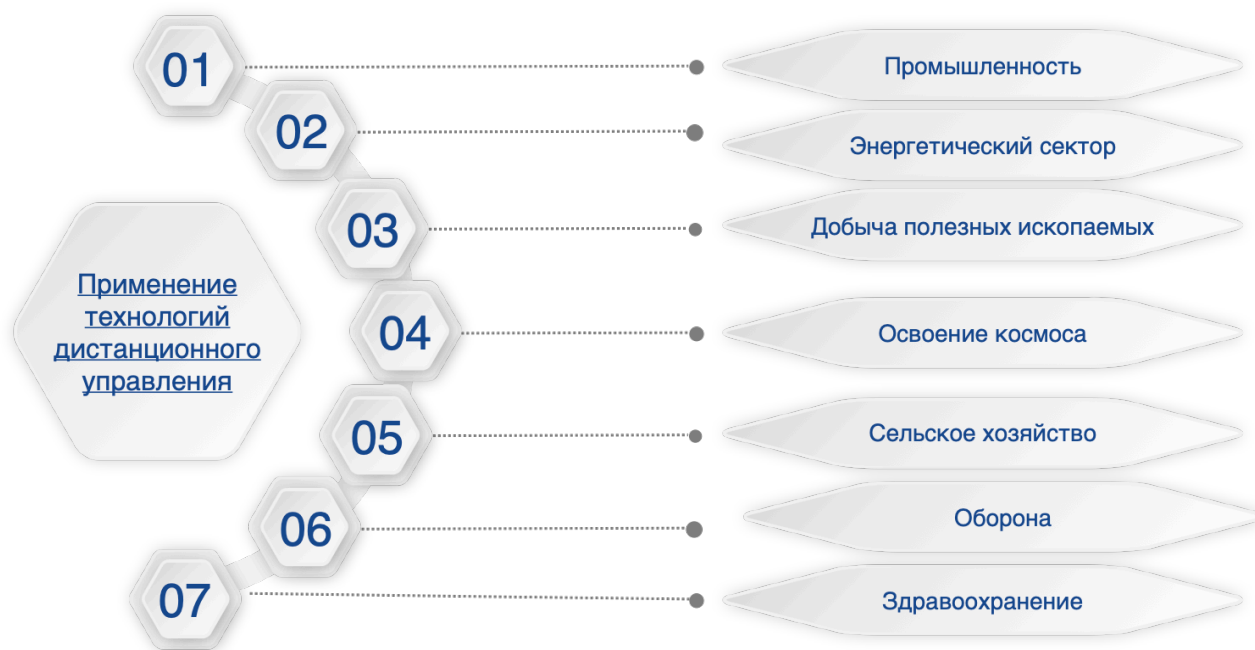 01
Промышленность
02
Энергетический сектор
03
Добыча полезных ископаемых
Применение
технологий
дистанционного
управления
04
Освоение космоса
05
Сельское хозяйство
06
Оборона
07
Здравоохранение